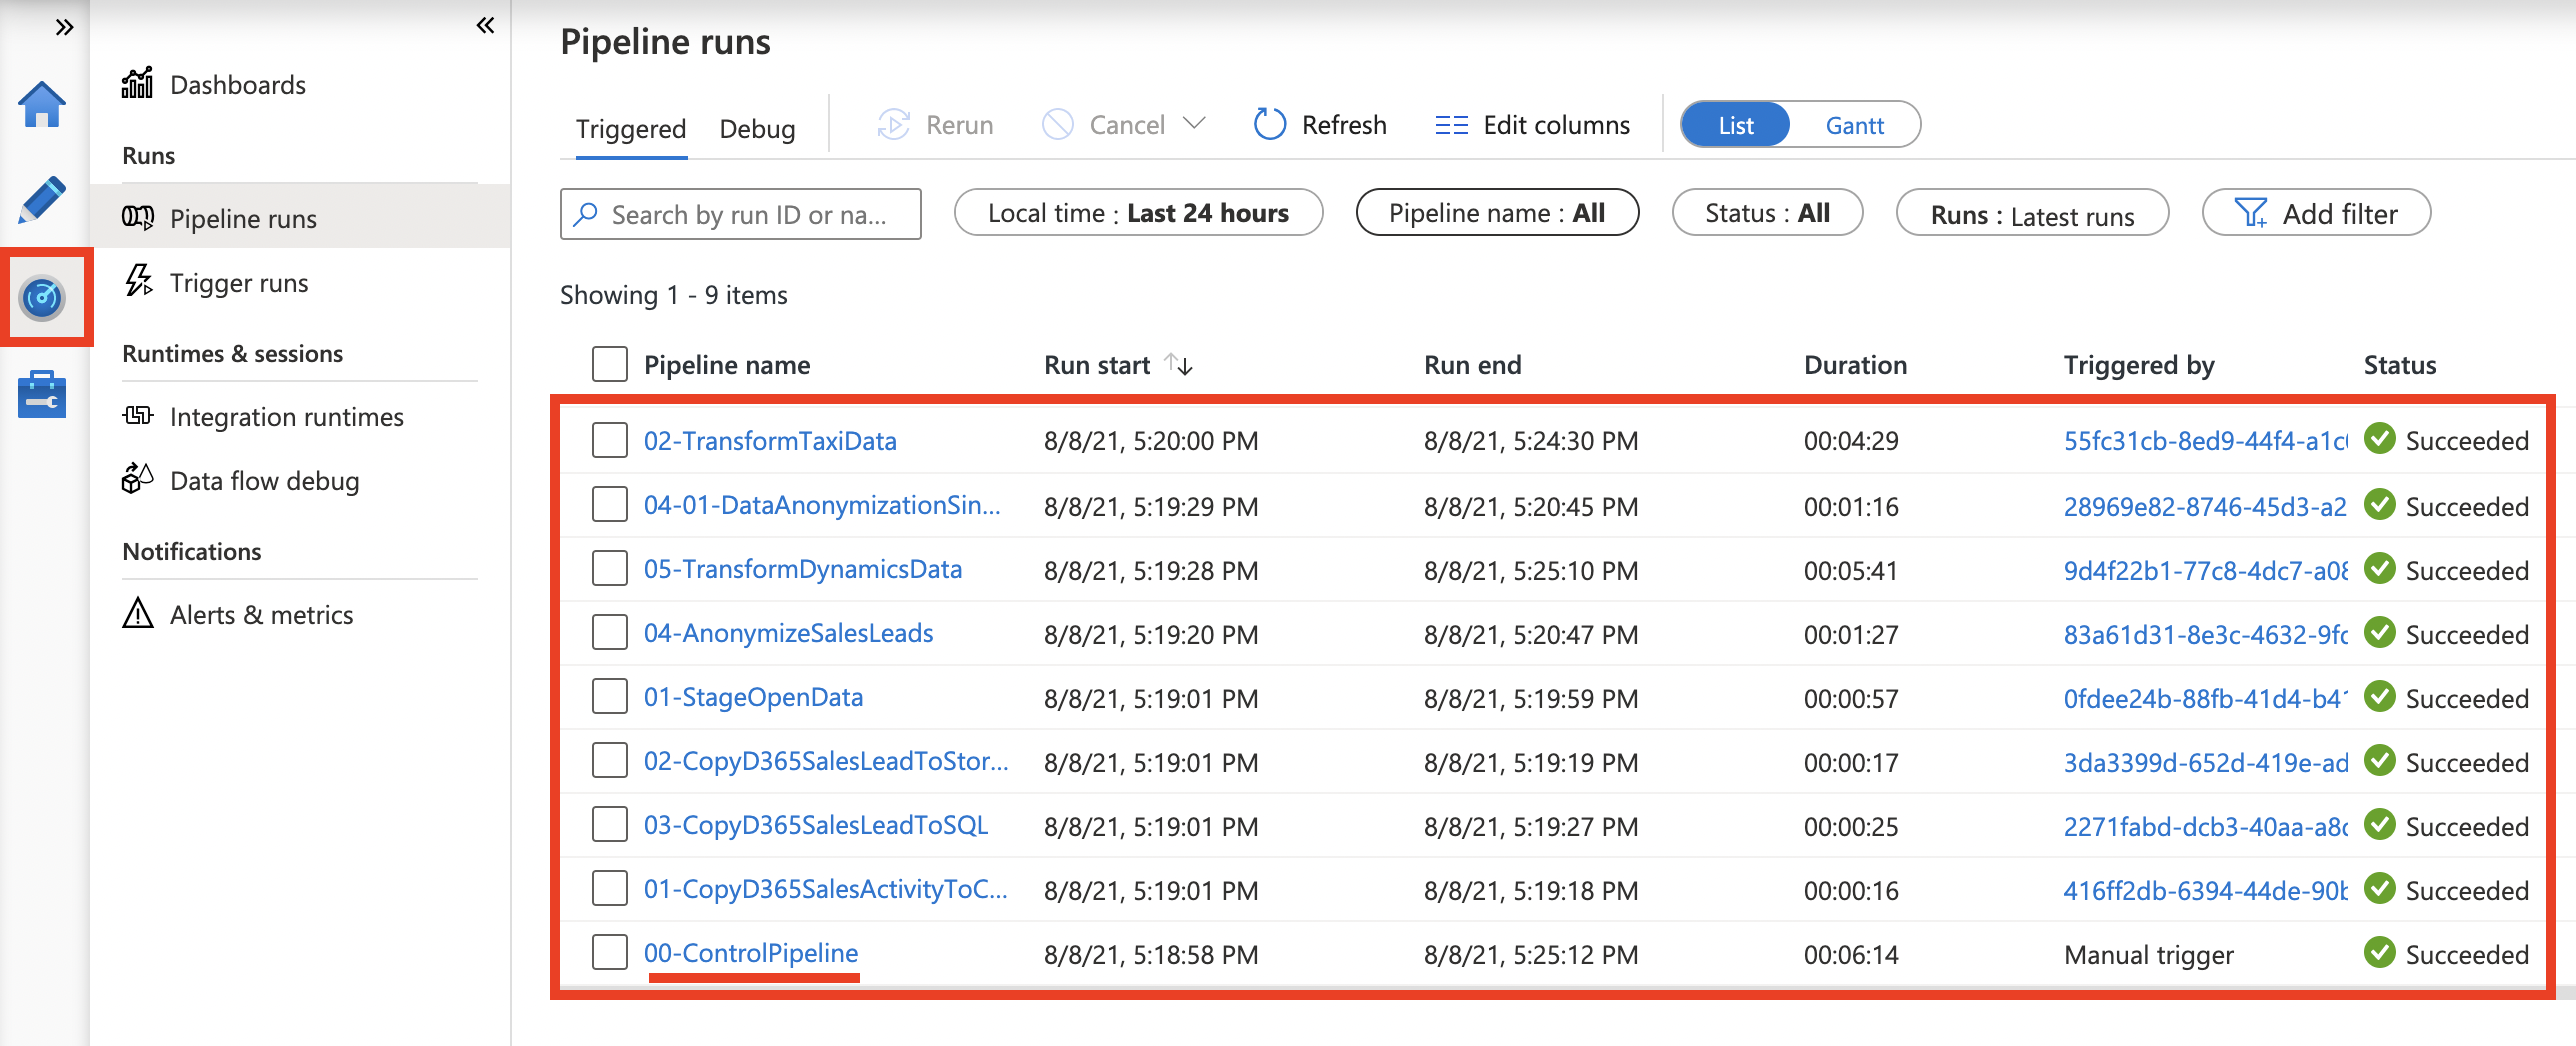 Dashboards
Runs
Pipeline runs
Trigger runs
Runtimes & sessions
Integration runtimes
Data flow debug
Notifications
Alerts & metrics
Pipeline runs
Triggered Debug Rerun Cancel Refresh Edit columns List Gantt
Search by run ID or na... Local time : Last 24 hours Pipeline name : All Status : All Runs : Latest runs Add filter
Showing 1 - 9 items
Pipeline name Run start Run end Duration Triggered by Status
02-TransformTaxiData 8/8/21, 5:20:00 PM 8/8/21, 5:24:30 PM 00:04:29 55fc31cb-8ed9-44f4-a1c Succeeded
04-01-DataAnonymizationSin... 8/8/21, 5:19:29 PM 8/8/21, 5:20:45 PM 00:01:16 28969e82-8746-45d3-a2 Succeeded
05-TransformDynamicsData 8/8/21, 5:19:28 PM 8/8/21, 5:25:10 PM 00:05:41 9d4f22b1-77c8-4dc7-a08 Succeeded
04-AnonymizeSalesLeads 8/8/21, 5:19:20 PM 8/8/21, 5:20:47 PM 00:01:27 83a61d31-8e3c-4632-9fc Succeeded
01-StageOpenData 8/8/21, 5:19:01 PM 8/8/21, 5:19:59 PM 00:00:57 0fdee24b-88fb-41d4-b41 Succeeded
02-CopyD365SalesLeadToStor... 8/8/21, 5:19:01 PM 8/8/21, 5:19:19 PM 00:00:17 3da3399d-652d-419e-ad Succeeded
03-CopyD365SalesLeadToSQL 8/8/21, 5:19:01 PM 8/8/21, 5:19:27 PM 00:00:25 2271fabd-dcb3-40aa-a8c Succeeded
01-CopyD365SalesActivityToC... 8/8/21, 5:19:01 PM 8/8/21, 5:19:18 PM 00:00:16 416ff2db-6394-44de-90b Succeeded
00-ControlPipeline 8/8/21, 5:18:58 PM 8/8/21, 5:25:12 PM 00:06:14 Manual trigger Succeeded